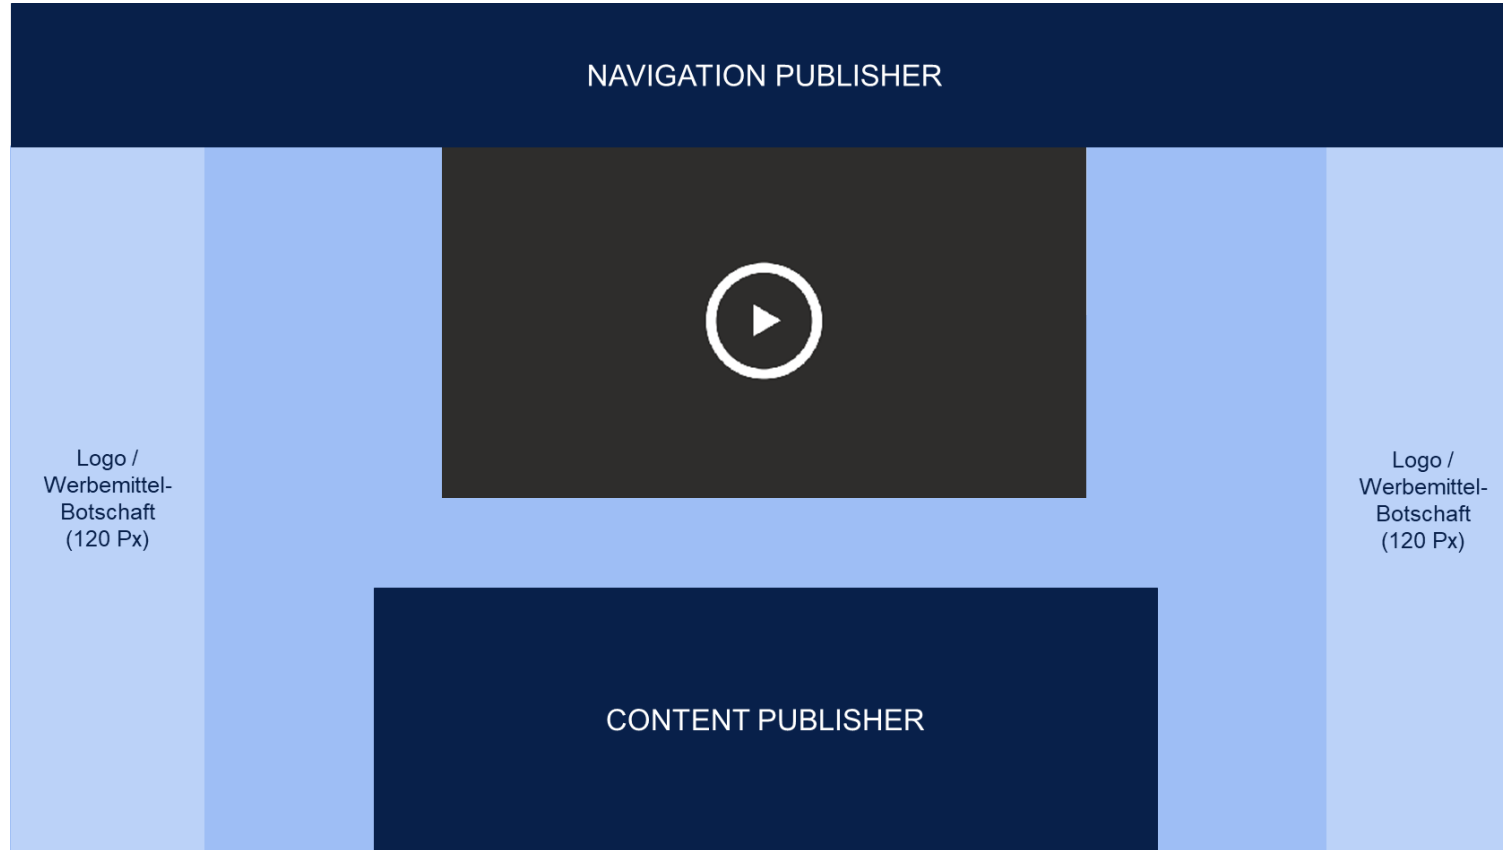 NAVIGATION PUBLISHER
Logo /
Werbemittel-
Botschaft
(120 Px)
Logo /
Werbemittel-
Botschaft
(120 Px)
CONTENT PUBLISHER